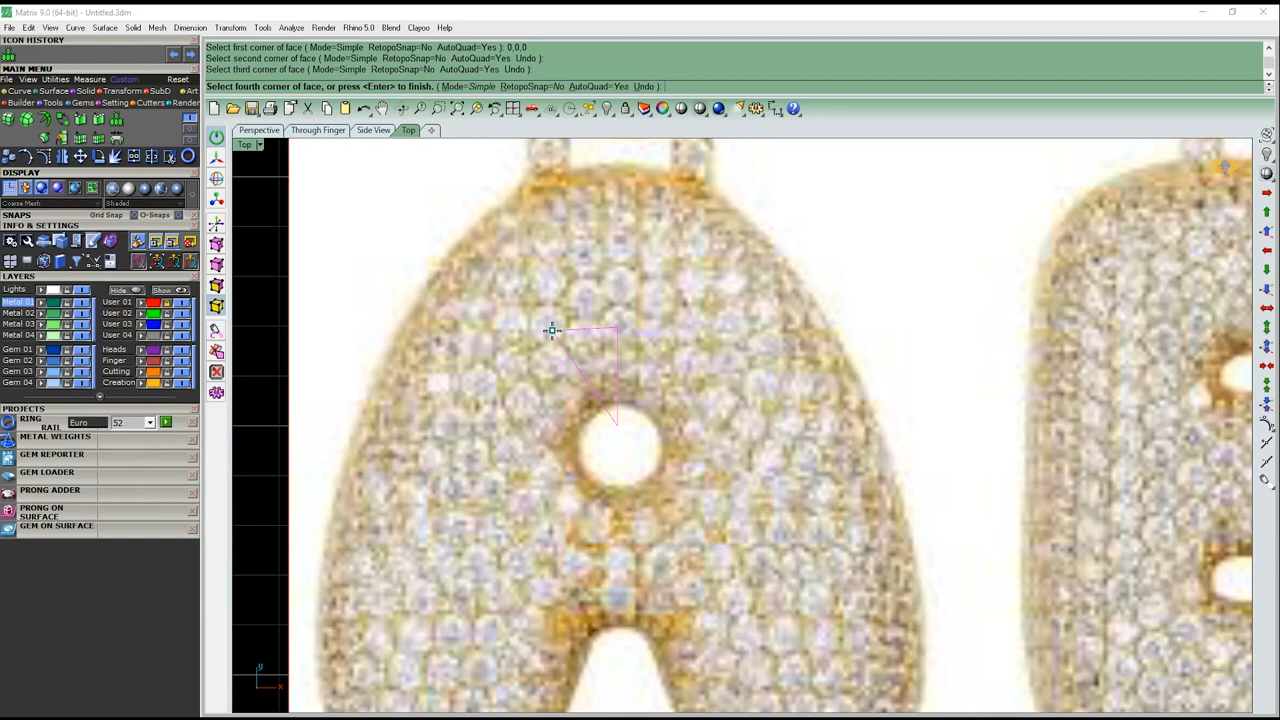 Matrix 9.0 (64-bit) - Untitled.3dm
File Edit View Curve Surface Solid Mesh Dimension Transform Tools Analyze Render Rhino 5.0 Blend Clayoo Help
ICON HISTORY
MAIN MENU
File View Utilities Measure Custom Reset
Curve Surface Solid Transform SubD Art
Builder Tools Gems Setting Cutters Render
DISPLAY
Coarse Mesh Shaded
SNAPS Grid Snap O-Snaps
INFO & SETTINGS
LAYERS
Lights Hide Show
Metal 01 User 01
Metal 02 User 02
Metal 03 User 03
Metal 04 User 04
Gem 01 Heads
Gem 02 Finger
Gem 03 Cutting
Gem 04 Creation
PROJECTS
RING RAIL Euro 52
METAL WEIGHTS
GEM REPORTER
GEM LOADER
PRONG ADDER
PRONG ON SURFACE
GEM ON SURFACE
Select first corner of face ( Mode=Simple RetopoSnap=No AutoQuad=Yes ): 0,0,0
Select second corner of face ( Mode=Simple RetopoSnap=No AutoQuad=Yes Undo ):
Select third corner of face ( Mode=Simple RetopoSnap=No AutoQuad=Yes Undo ):
Select fourth corner of face, or press <Enter> to finish. ( Mode=Simple RetopoSnap=No AutoQuad=Yes Undo ):
Perspective Through Finger Side View Top
Top
y
x